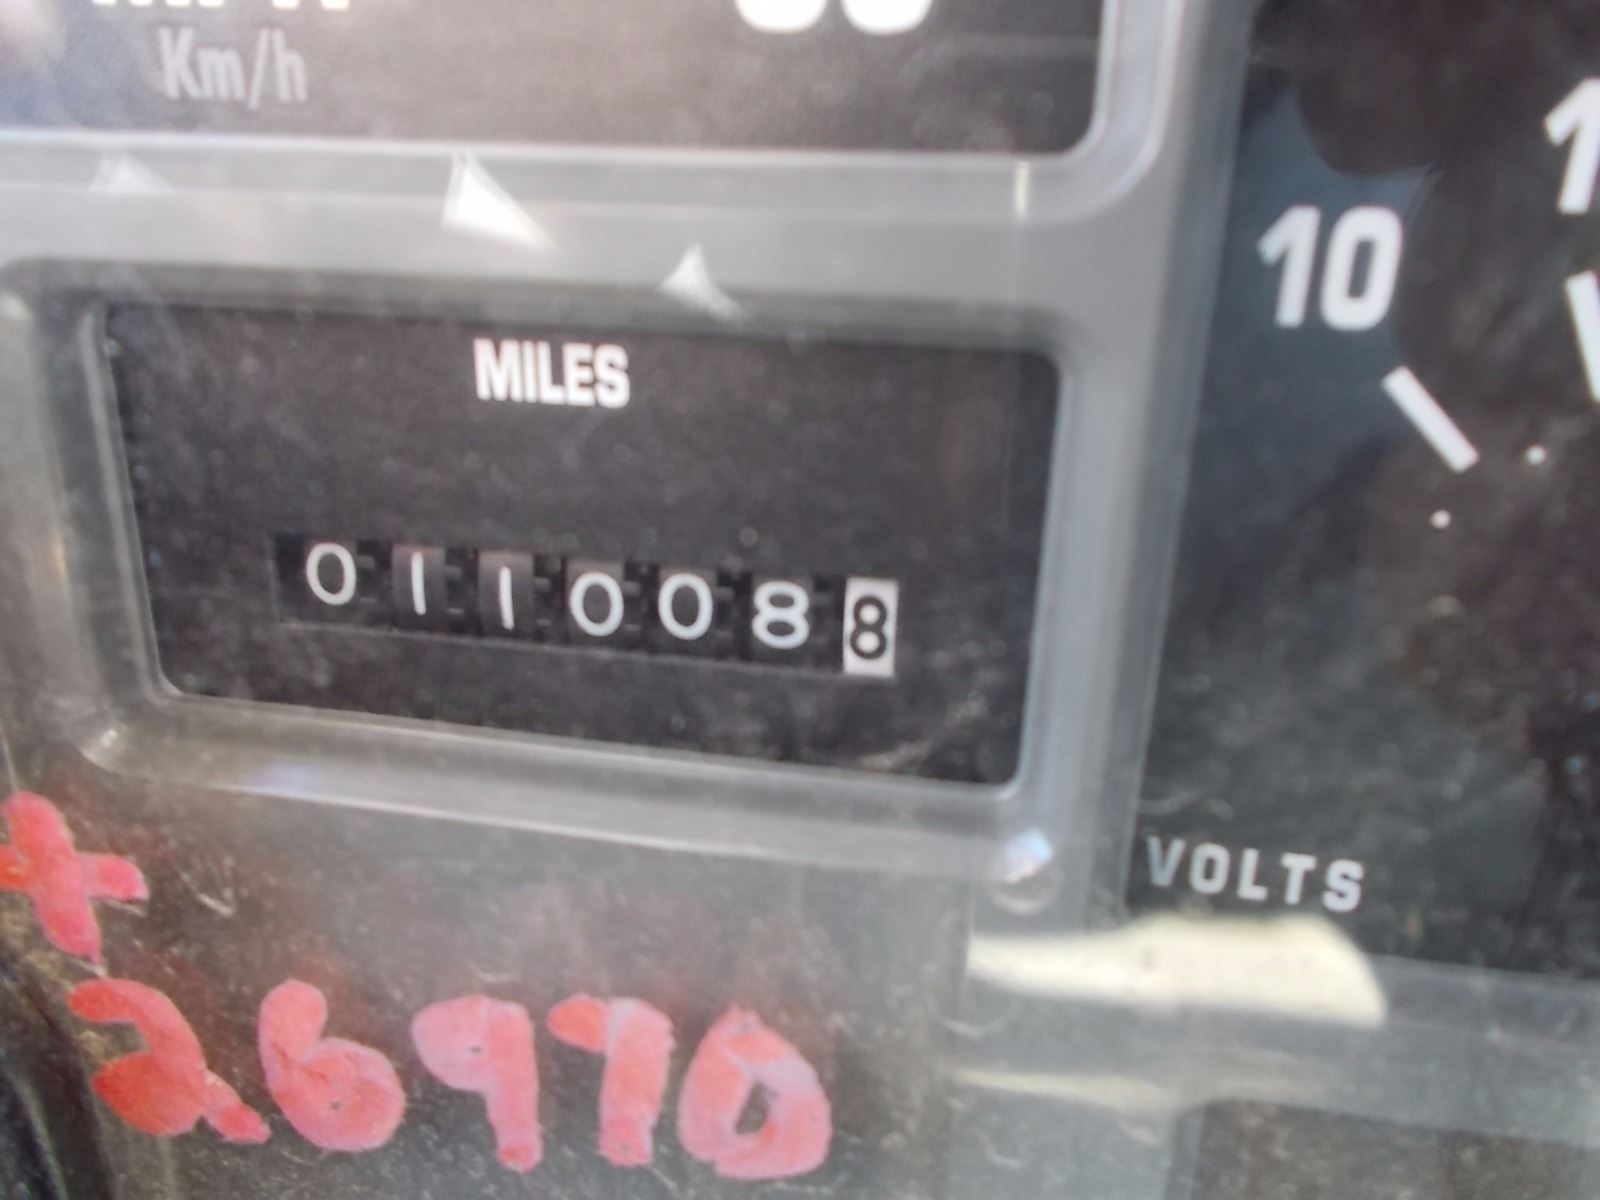 Km/h
10
MILES
0110088
VOLTS
+
26970